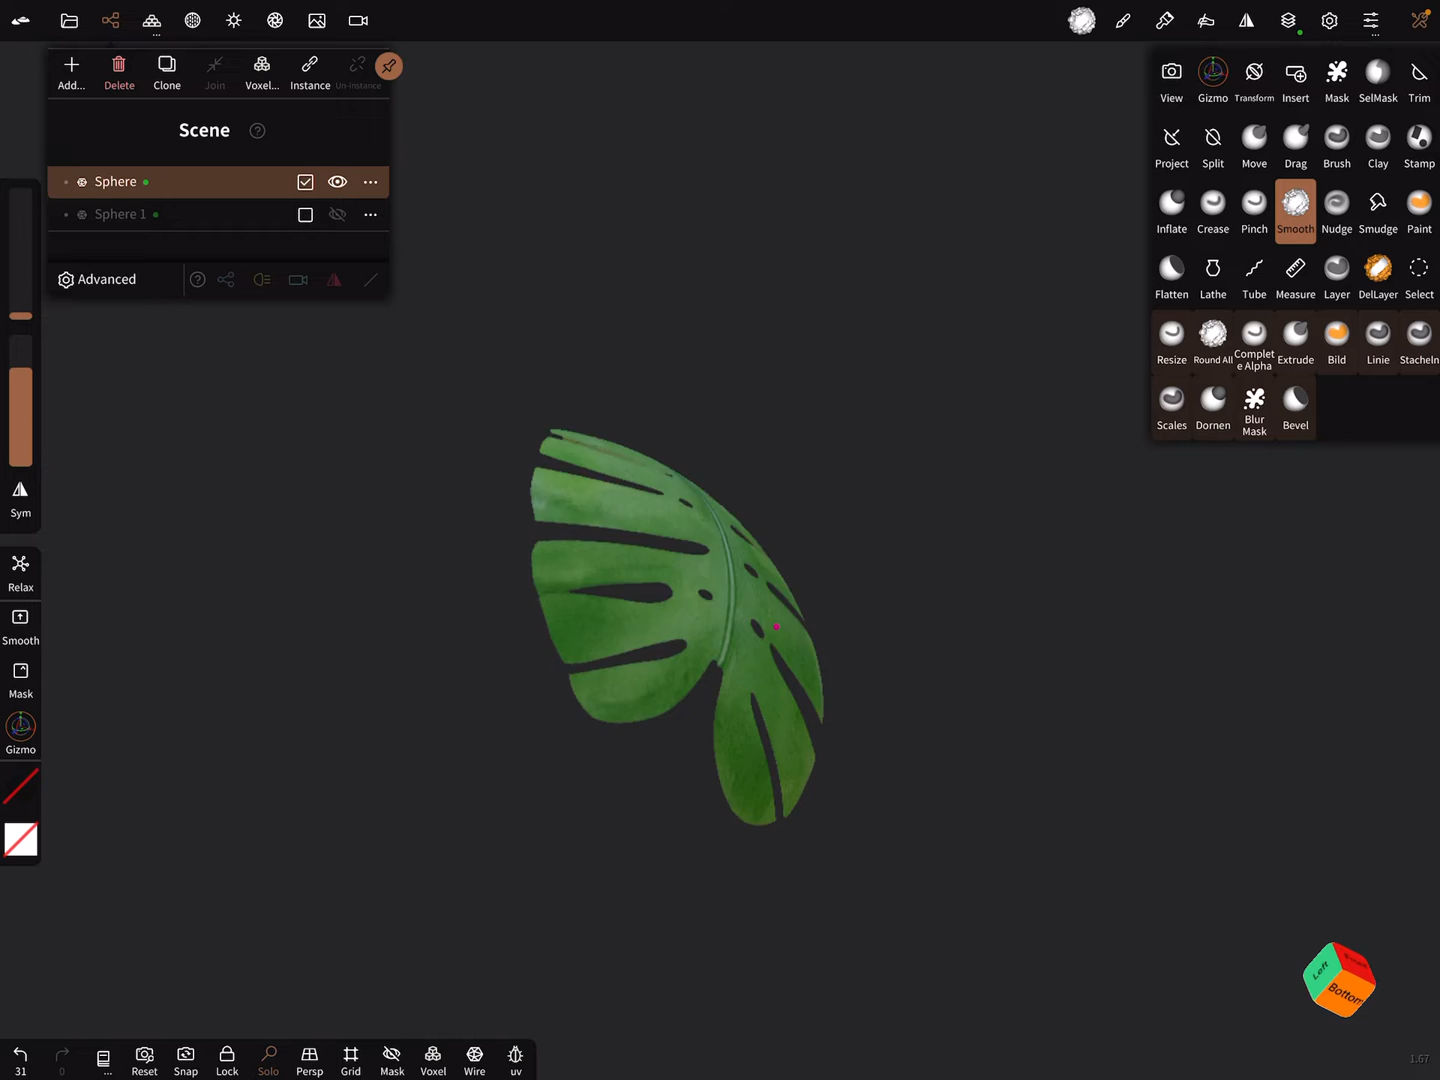 Add...
Delete
Clone
Join
Voxel...
Instance
Un-instance
Scene ?
Sphere
Sphere 1
Advanced ?
Sym
Relax
Smooth
Mask
Gizmo
View
Gizmo
Transform
Insert
Mask
SelMask
Trim
Project
Split
Move
Drag
Brush
Clay
Stamp
Inflate
Crease
Pinch
Smooth
Nudge
Smudge
Paint
Flatten
Lathe
Tube
Measure
Layer
DelLayer
Select
Resize
Round All
Complet
e Alpha
Extrude
Bild
Linie
Stacheln
Scales
Dornen
Blur
Mask
Bevel
Left
Bottom
31
0
...
Reset
Snap
Lock
Solo
Persp
Grid
Mask
Voxel
Wire
uv
1.67